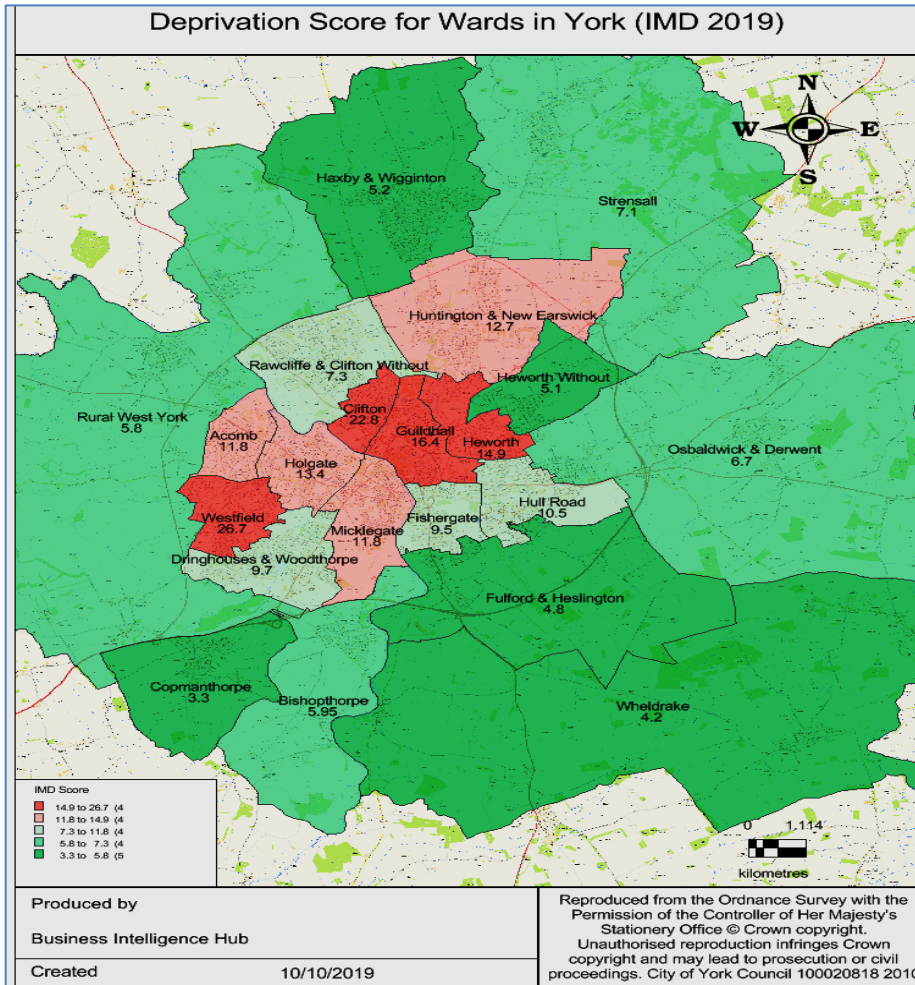 Deprivation Score for Wards in York (IMD 2019)
N
W E
S
Haxby & Wigginton
5.2
Strensall
7.1
Huntington & New Earswick
12.7
Rawcliffe & Clifton Without
7.3
Heworth Without
5.1
Rural West York
5.8
Clifton
22.8
Guildhall
16.4
Heworth
14.9
Acomb
11.8
Holgate
13.4
Osbaldwick & Derwent
6.7
Westfield
26.7
Micklegate
11.8
Fishergate
9.5
Hull Road
10.5
Dringhouses & Woodthorpe
9.7
Fulford & Heslington
4.8
Copmanthorpe
3.3
Bishopthorpe
5.95
Wheldrake
4.2
IMD Score
14.9 to 26.7 (4
11.8 to 14.9 (4
7.3 to 11.8 (4
5.8 to 7.3 (4
3.3 to 5.8 (5
0 1.114
kilometres
Produced by
Business Intelligence Hub
Created 10/10/2019
Reproduced from the Ordnance Survey with the
Permission of the Controller of Her Majesty's
Stationery Office © Crown copyright.
Unauthorised reproduction infringes Crown
copyright and may lead to prosecution or civil
proceedings. City of York Council 100020818 2010